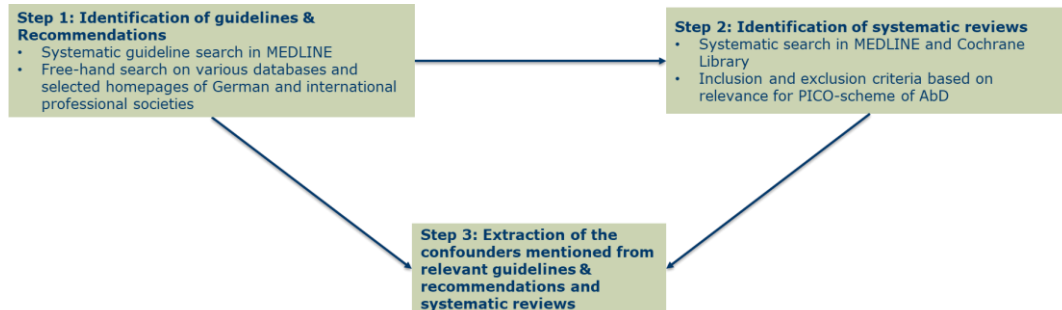 Step 1: Identification of guidelines &
Recommendations
• Systematic guideline search in MEDLINE
• Free-hand search on various databases and
selected homepages of German and international
professional societies
Step 2: Identification of systematic reviews
• Systematic search in MEDLINE and Cochrane
Library
• Inclusion and exclusion criteria based on
relevance for PICO-scheme of AbD
Step 3: Extraction of the
confounders mentioned from
relevant guidelines &
recommendations and
systematic reviews